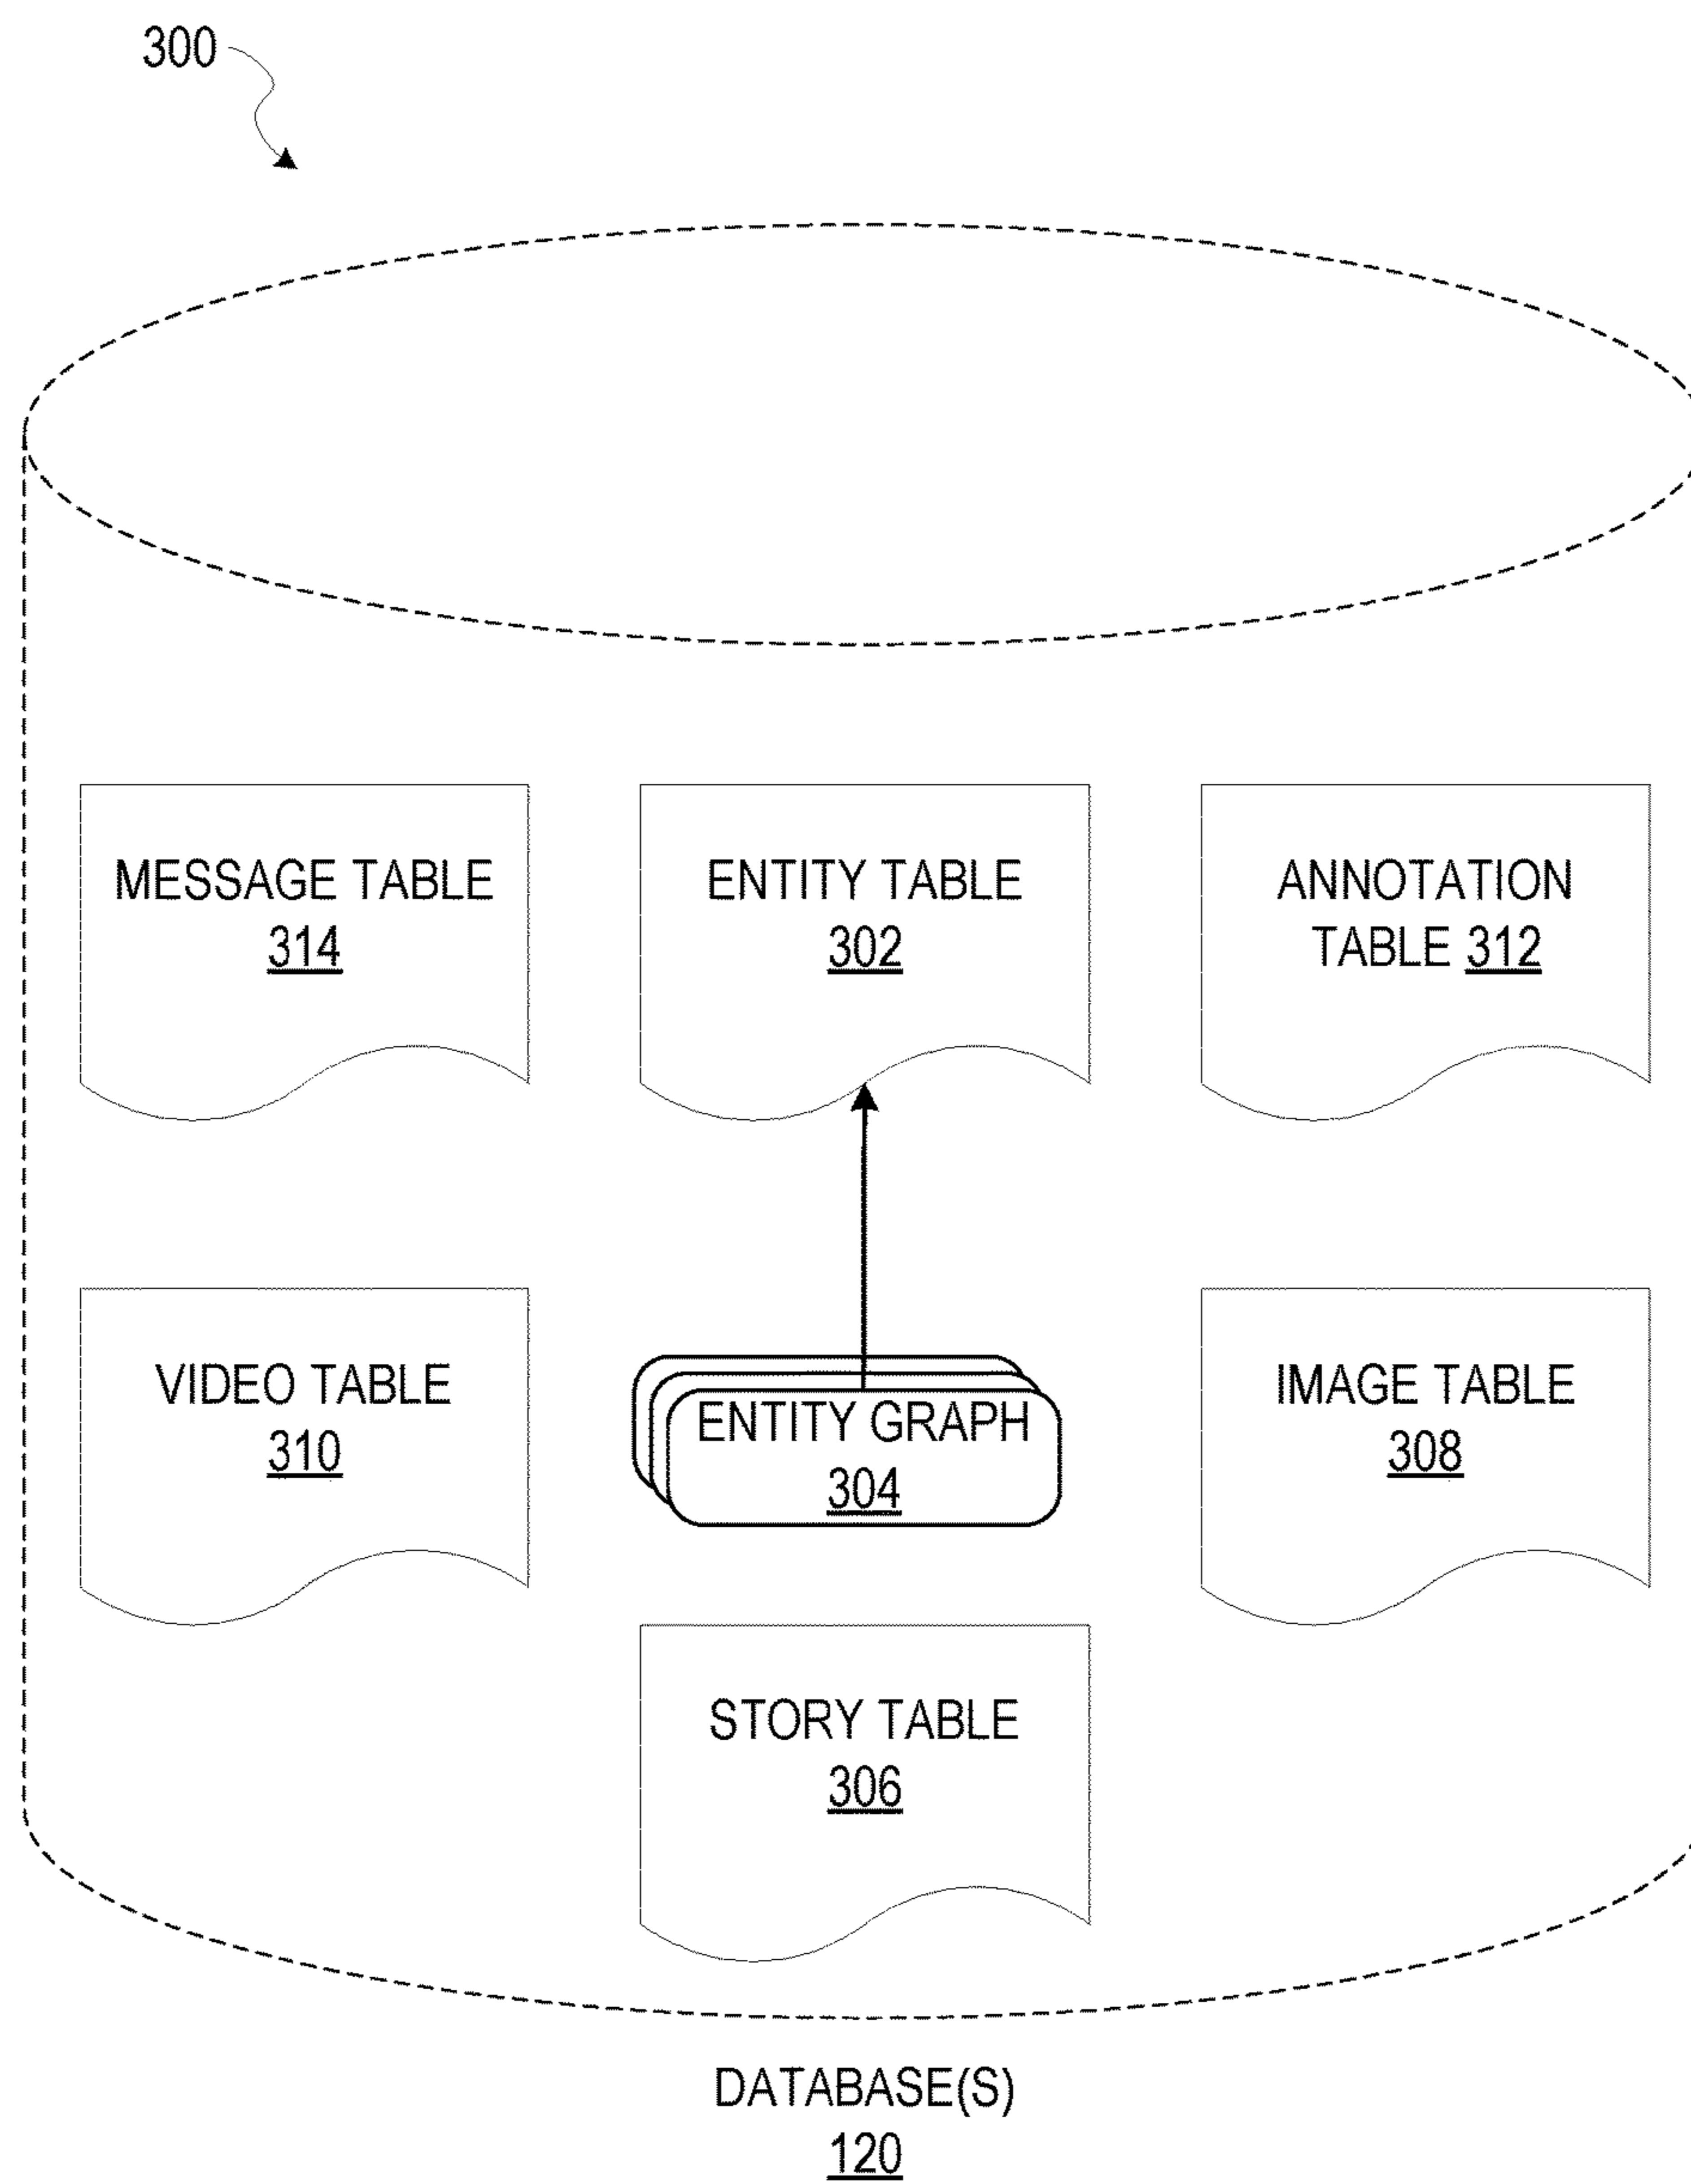 300
MESSAGE TABLE
314
ENTITY TABLE
302
ANNOTATION
TABLE 312
VIDEO TABLE
310
ENTITY GRAPH
304
IMAGE TABLE
308
STORY TABLE
306
DATABASE(S)
120